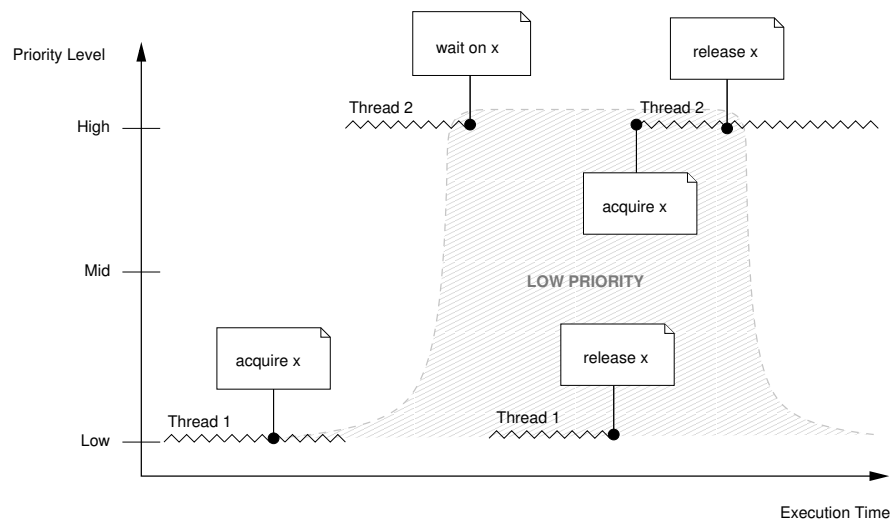 wait on x
release x
Priority Level
Thread 2
Thread 2
High
acquire x
Mid
LOW PRIORITY
acquire x
release x
Thread 1
Thread 1
Low
Execution Time